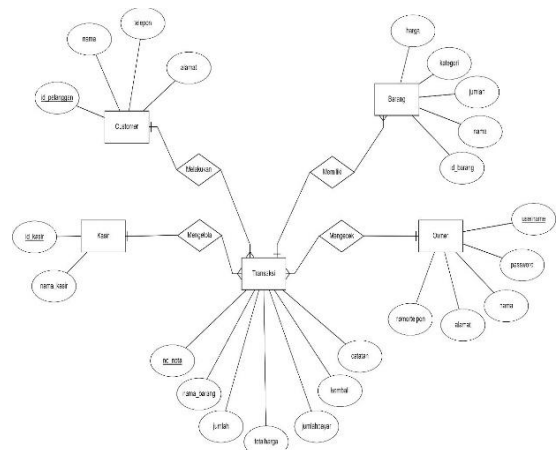 telepon
nama
alamat
id_pelanggan
Customer
harga
kategori
jumlah
Barang
nama
id_barang
Melakukan
Memiliki
id_kasir
Kasir
Mengelola
Mengecek
Owner
username
password
nama
alamat
nomortelpon
nama_kasir
Transaksi
no_nota
nama_barang
jumlah
totalharga
jumlahbayar
kembali
catatan